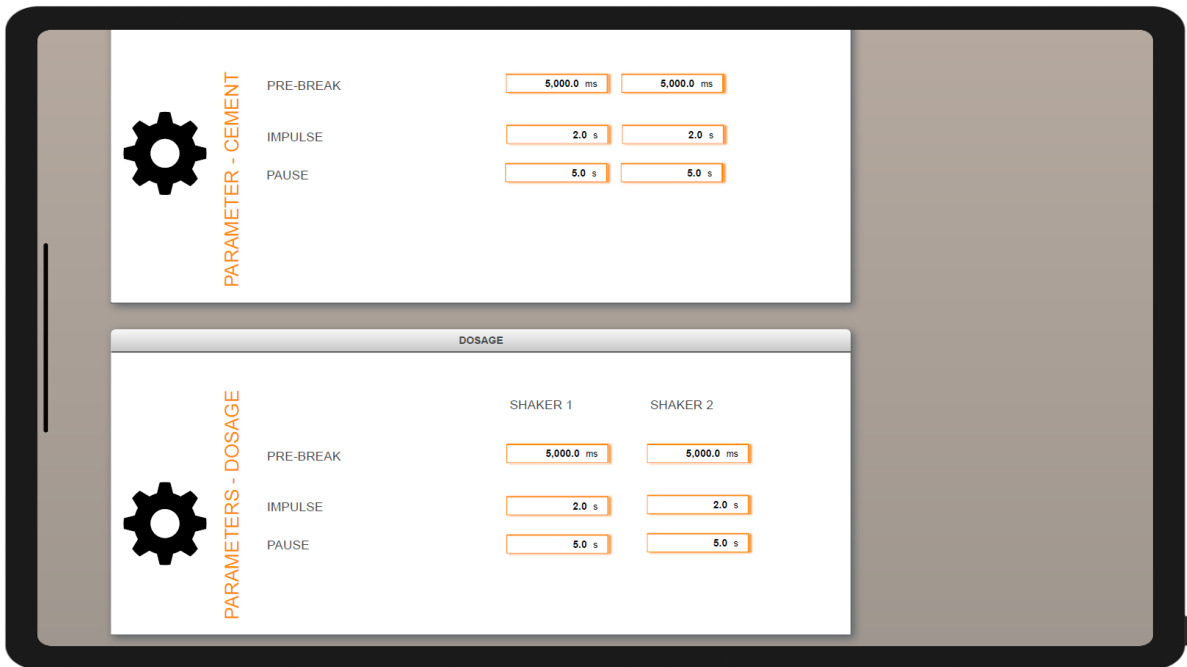 PARAMETER - CEMENT
PRE-BREAK 5,000.0 ms 5,000.0 ms
IMPULSE 2.0 s 2.0 s
PAUSE 5.0 s 5.0 s
DOSAGE
PARAMETERS - DOSAGE
SHAKER 1 SHAKER 2
PRE-BREAK 5,000.0 ms 5,000.0 ms
IMPULSE 2.0 s 2.0 s
PAUSE 5.0 s 5.0 s